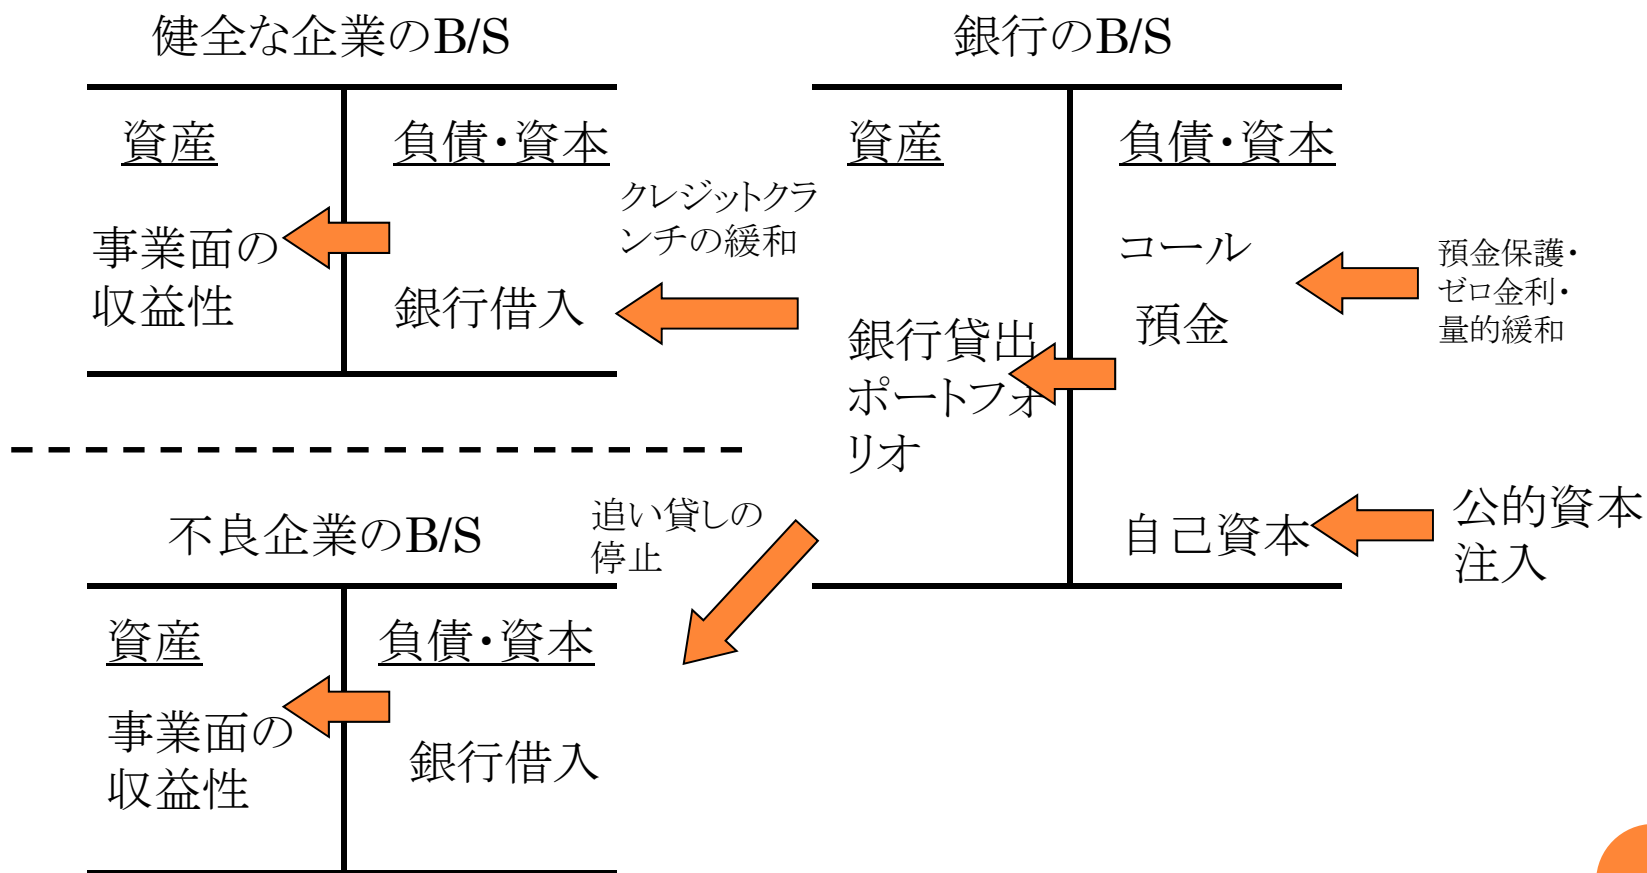 健全な企業のB/S
資産
負債・資本
事業面の
収益性
銀行借入
クレジットクラ
ンチの緩和
銀行のB/S
資産
負債・資本
銀行貸出
ポートフォ
リオ
コール
預金
自己資本
預金保護・
ゼロ金利・
量的緩和
公的資本
注入
不良企業のB/S
資産
負債・資本
事業面の
収益性
銀行借入
追い貸しの
停止